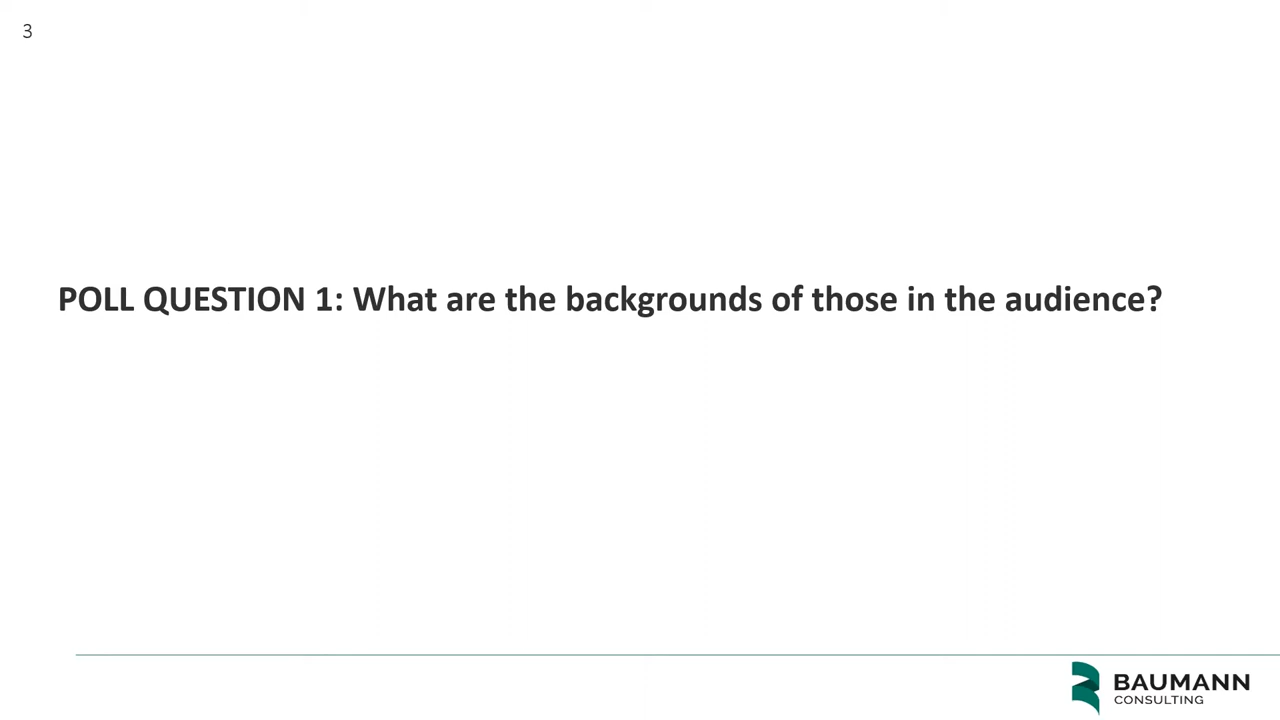 3
POLL QUESTION 1: What are the backgrounds of those in the audience?
BAUMANN
CONSULTING